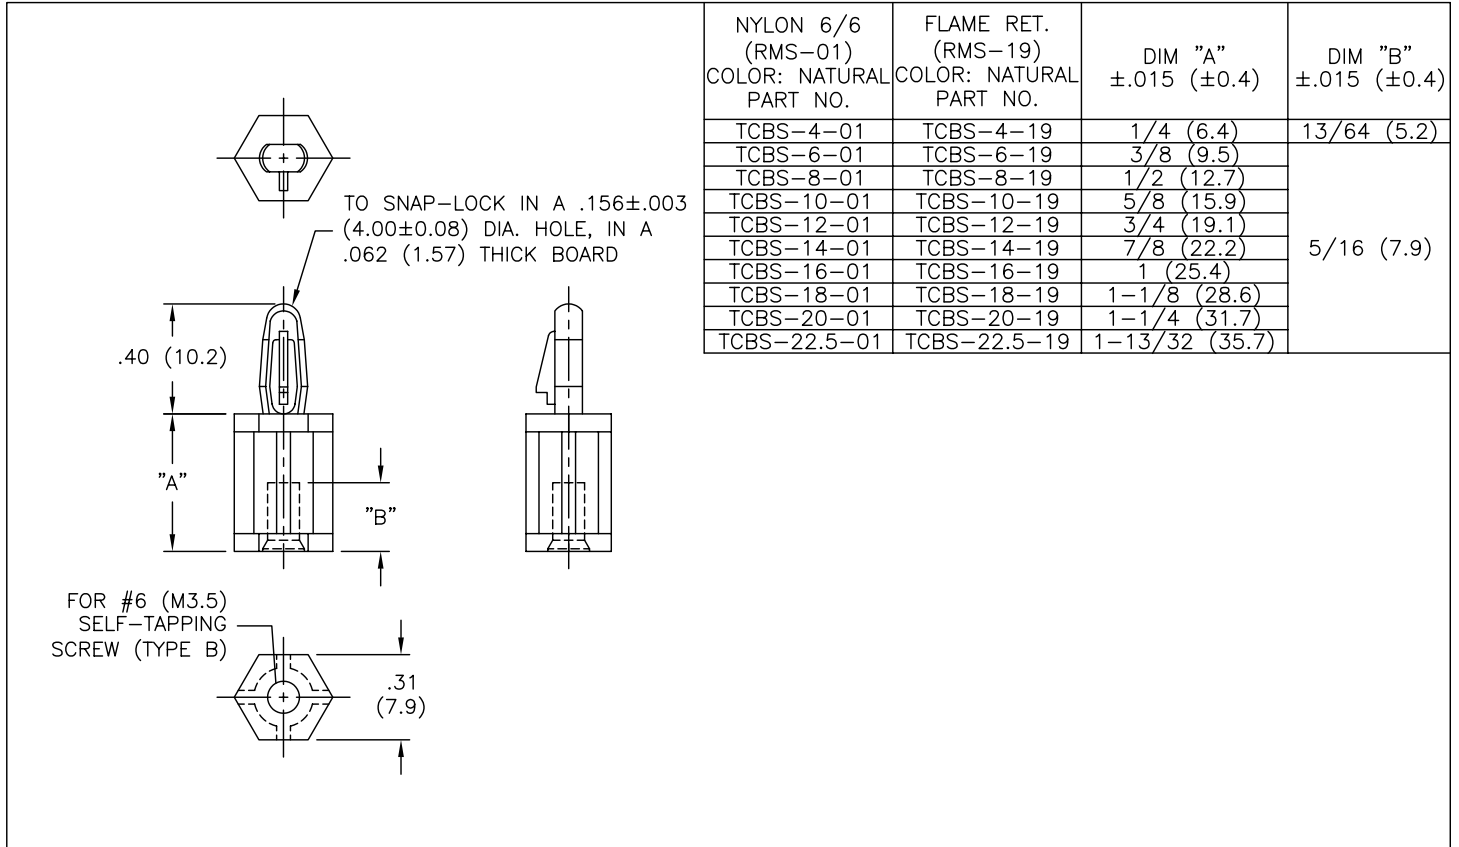 NYLON 6/6
(RMS-01)
COLOR: NATURAL
PART NO.
FLAME RET.
(RMS-19)
COLOR: NATURAL
PART NO.
DIM "A"
±.015 (±0.4)
DIM "B"
±.015 (±0.4)
TCBS-4-01 TCBS-4-19 1/4 (6.4) 13/64 (5.2)
TCBS-6-01 TCBS-6-19 3/8 (9.5)
TCBS-8-01 TCBS-8-19 1/2 (12.7)
TCBS-10-01 TCBS-10-19 5/8 (15.9)
TCBS-12-01 TCBS-12-19 3/4 (19.1)
TCBS-14-01 TCBS-14-19 7/8 (22.2) 5/16 (7.9)
TCBS-16-01 TCBS-16-19 1 (25.4)
TCBS-18-01 TCBS-18-19 1-1/8 (28.6)
TCBS-20-01 TCBS-20-19 1-1/4 (31.7)
TCBS-22.5-01 TCBS-22.5-19 1-13/32 (35.7)
TO SNAP-LOCK IN A .156±.003
(4.00±0.08) DIA. HOLE, IN A
.062 (1.57) THICK BOARD
.40 (10.2)
"A"
"B"
FOR #6 (M3.5)
SELF-TAPPING
SCREW (TYPE B)
.31
(7.9)